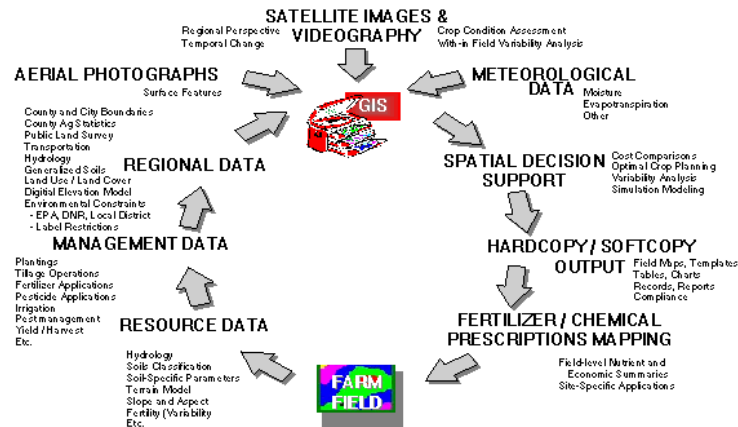 SATELLITE IMAGES &
VIDEOGRAPHY
Regional Perspective
Temporal Change
Crop Condition Assessment
With-in Field Variability Analysis
AERIAL PHOTOGRAPHS
Surface Features
METEOROLOGICAL
DATA
Moisture
Evapotranspiration
Other
GIS
County and City Boundaries
County Ag Statistics
Public Land Survey
Transportation
Hydrology
Generalized Soils
Land Use / Land Cover
Digital Elevation Model
Environmental Constraints
- EPA, DNR, Local District
- Label Restrictions
REGIONAL DATA
SPATIAL DECISION
SUPPORT
Cost Comparisons
Optimal Crop Planning
Variability Analysis
Simulation Modeling
MANAGEMENT DATA
Plantings
Tillage Operations
Fertilizer Applications
Pesticide Applications
Irrigation
Pest management
Yield / Harvest
Etc.
HARDCOPY / SOFTCOPY
OUTPUT
Field Maps, Templates
Tables, Charts
Records, Reports
Compliance
RESOURCE DATA
Hydrology
Soils Classification
Soil-Specific Parameters
Terrain Model
Slope and Aspect
Fertility (Variability
Etc.
FERTILIZER / CHEMICAL
PRESCRIPTIONS MAPPING
Field-level Nutrient and
Economic Summaries
Site-Specific Applications
FARM
FIELD